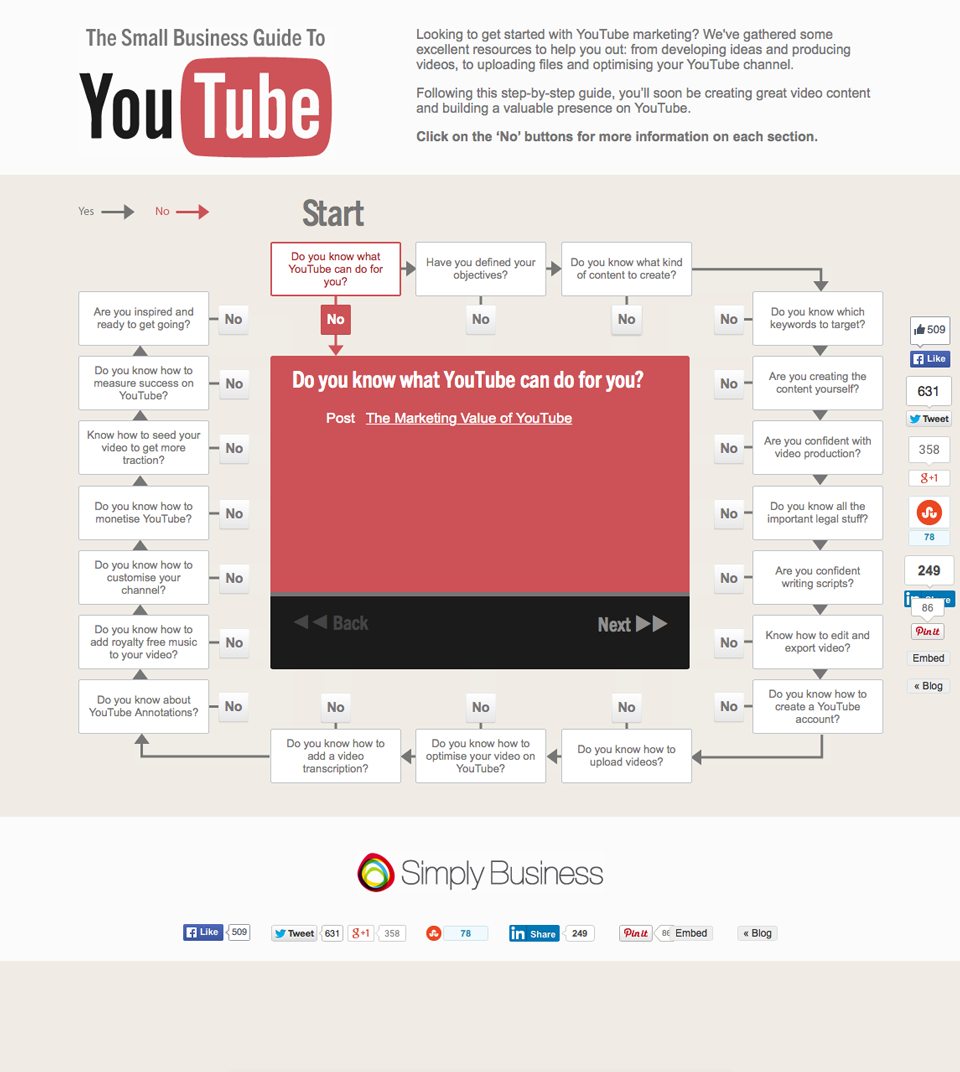 The Small Business Guide To
YouTube
Looking to get started with YouTube marketing? We've gathered some
excellent resources to help you out: from developing ideas and producing
videos, to uploading files and optimising your YouTube channel.
Following this step-by-step guide, you'll soon be creating great video content
and building a valuable presence on YouTube.
Click on the ‘No’ buttons for more information on each section.
Yes
No
Start
Do you know what
YouTube can do for
you?
No
Have you defined your
objectives?
No
Do you know what kind
of content to create?
No
Do you know which
keywords to target?
No
Are you creating the
content yourself?
No
Are you confident with
video production?
No
Do you know all the
important legal stuff?
No
Are you confident
writing scripts?
No
Know how to edit and
export video?
No
Do you know how to
create a YouTube
account?
No
Do you know how to
upload videos?
No
Do you know how to
optimise your video on
YouTube?
No
Do you know how to
add a video
transcription?
No
Do you know about
YouTube Annotations?
No
Do you know how to
add royalty free music
to your video?
No
Do you know how to
customise your
channel?
No
Do you know how to
monetise YouTube?
No
Know how to seed your
video to get more
traction?
No
Do you know how to
measure success on
YouTube?
No
Are you inspired and
ready to get going?
No
Do you know what YouTube can do for you?
Post The Marketing Value of YouTube
Back
Next
509
Like
631
Tweet
358
g+1
78
249
in
86
Pinit
Embed
« Blog
Simply Business
Like 509
Tweet 631
g+1 358
78
in Share 249
Pinit
Embed
« Blog